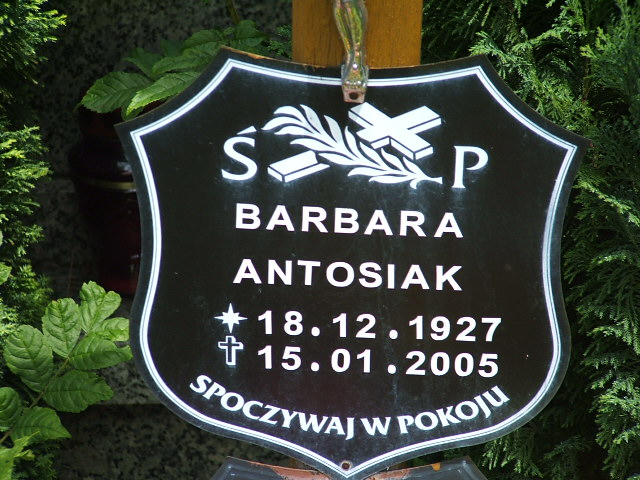 Ś P
BARBARA
ANTOSIAK
18.12.1927
15.01.2005
SPOCZYWAJ W POKOJU